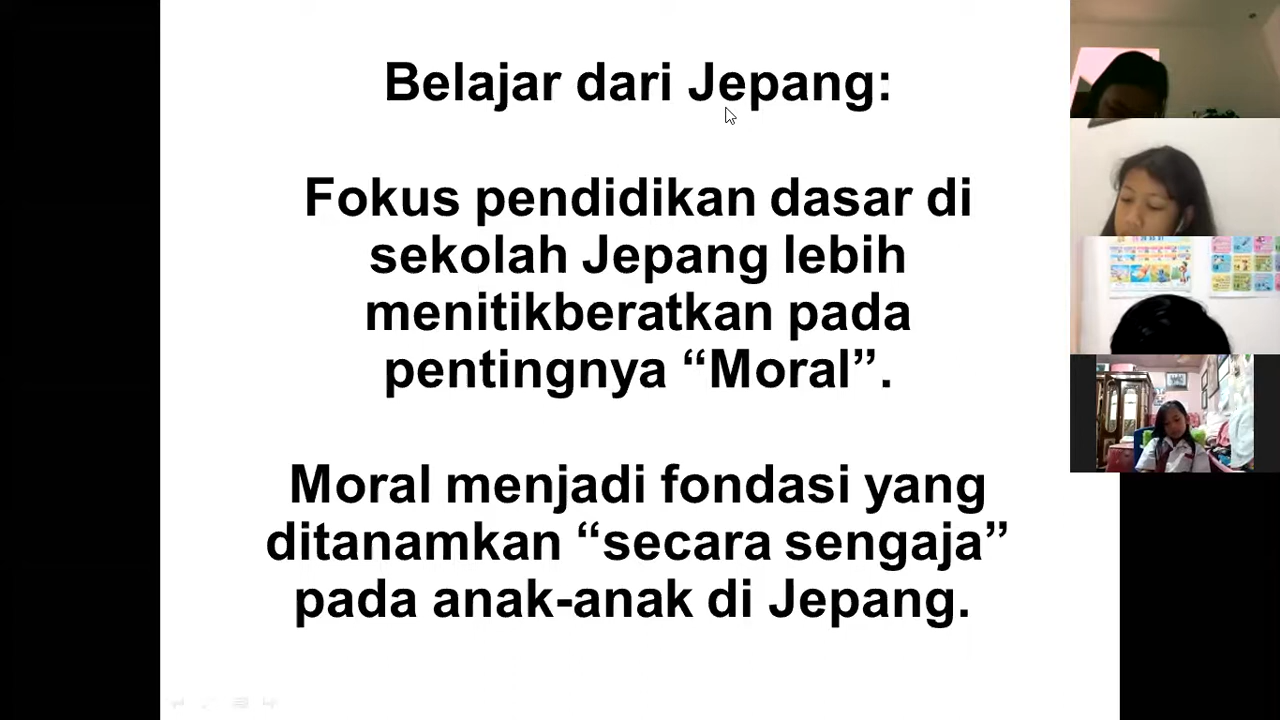 Belajar dari Jepang:
Fokus pendidikan dasar di
sekolah Jepang lebih
menitikberatkan pada
pentingnya “Moral”.
Moral menjadi fondasi yang
ditanamkan “secara sengaja”
pada anak-anak di Jepang.